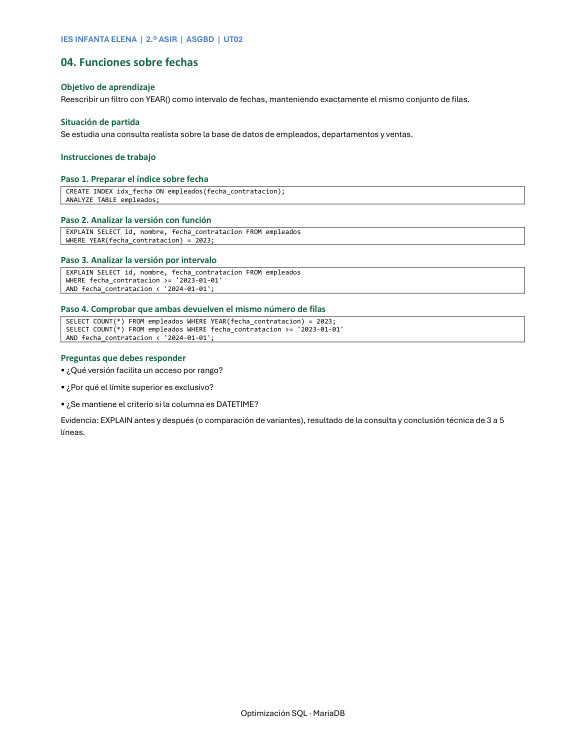 IES INFANTA ELENA | 2.º ASIR | ASGBD | UT02
04. Funciones sobre fechas
Objetivo de aprendizaje
Reescribir un filtro con YEAR() como intervalo de fechas, manteniendo exactamente el mismo conjunto de filas.
Situación de partida
Se estudia una consulta realista sobre la base de datos de empleados, departamentos y ventas.
Instrucciones de trabajo
Paso 1. Preparar el índice sobre fecha
CREATE INDEX idx_fecha ON empleados(fecha_contratacion);
ANALYZE TABLE empleados;
Paso 2. Analizar la versión con función
EXPLAIN SELECT id, nombre, fecha_contratacion FROM empleados
WHERE YEAR(fecha_contratacion) = 2023;
Paso 3. Analizar la versión por intervalo
EXPLAIN SELECT id, nombre, fecha_contratacion FROM empleados
WHERE fecha_contratacion >= '2023-01-01'
AND fecha_contratacion < '2024-01-01';
Paso 4. Comprobar que ambas devuelven el mismo número de filas
SELECT COUNT(*) FROM empleados WHERE YEAR(fecha_contratacion) = 2023;
SELECT COUNT(*) FROM empleados WHERE fecha_contratacion >= '2023-01-01'
AND fecha_contratacion < '2024-01-01';
Preguntas que debes responder
• ¿Qué versión facilita un acceso por rango?
• ¿Por qué el límite superior es exclusivo?
• ¿Se mantiene el criterio si la columna es DATETIME?
Evidencia: EXPLAIN antes y después (o comparación de variantes), resultado de la consulta y conclusión técnica de 3 a 5
líneas.
Optimización SQL · MariaDB